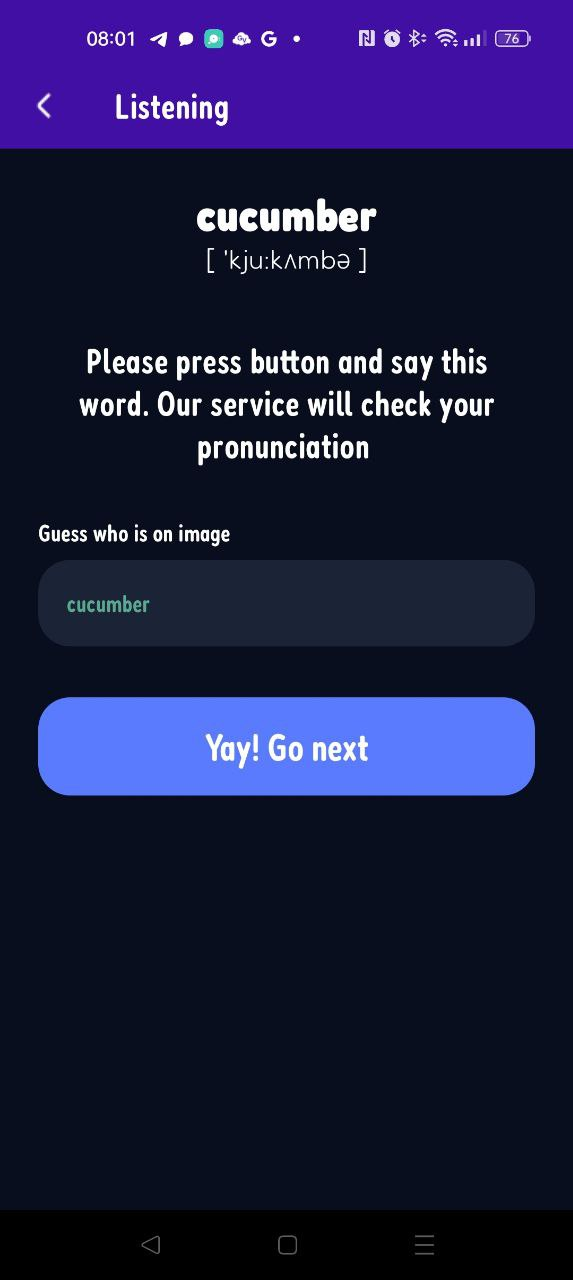 08:01
76
Listening
cucumber
[ 'kju:kʌmbə ]
Please press button and say this
word. Our service will check your
pronunciation
Guess who is on image
cucumber
Yay! Go next